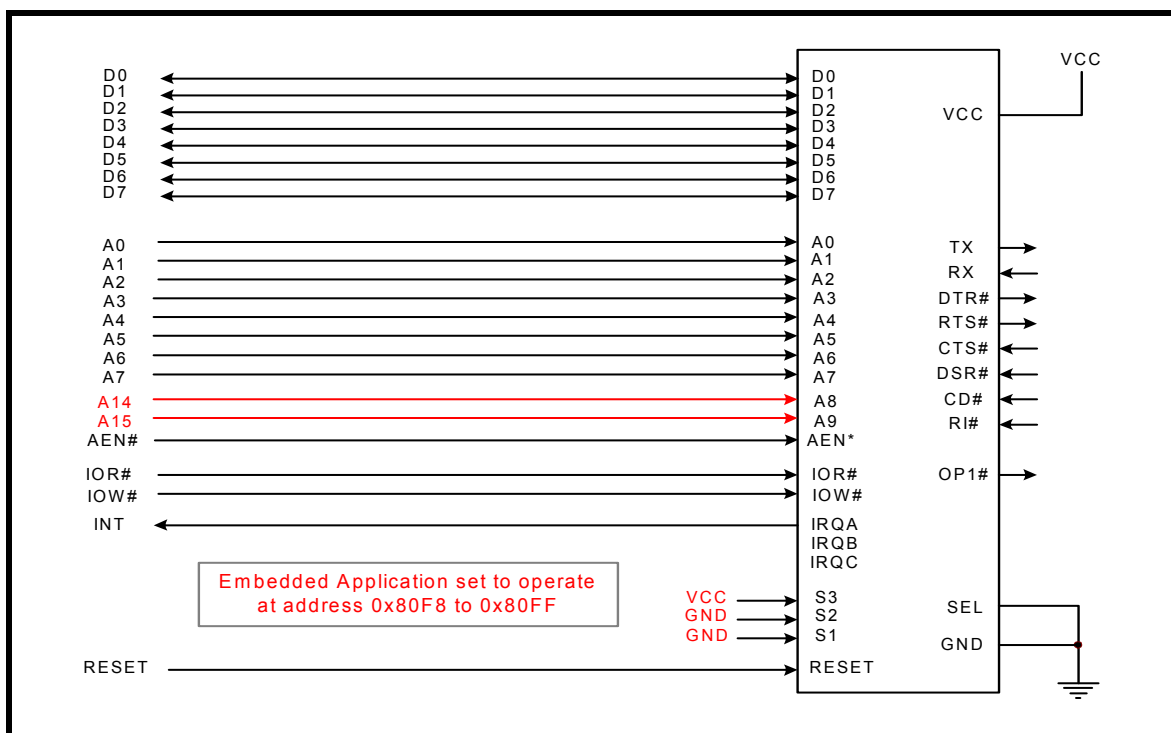 VCC
D0 D0
D1 D1
D2 D2
D3 D3
D4 D4
D5 D5
D6 D6
D7 D7
VCC
A0 A0
A1 A1
A2 A2
A3 A3
A4 A4
A5 A5
A6 A6
A7 A7
A14 A8
A15 A9
AEN# AEN*
TX
RX
DTR#
RTS#
CTS#
DSR#
CD#
RI#
IOR# IOR# OP1#
IOW# IOW#
INT IRQA
IRQB
IRQC
Embedded Application set to operate
at address 0x80F8 to 0x80FF
VCC S3
GND S2
GND S1
SEL
GND
RESET RESET